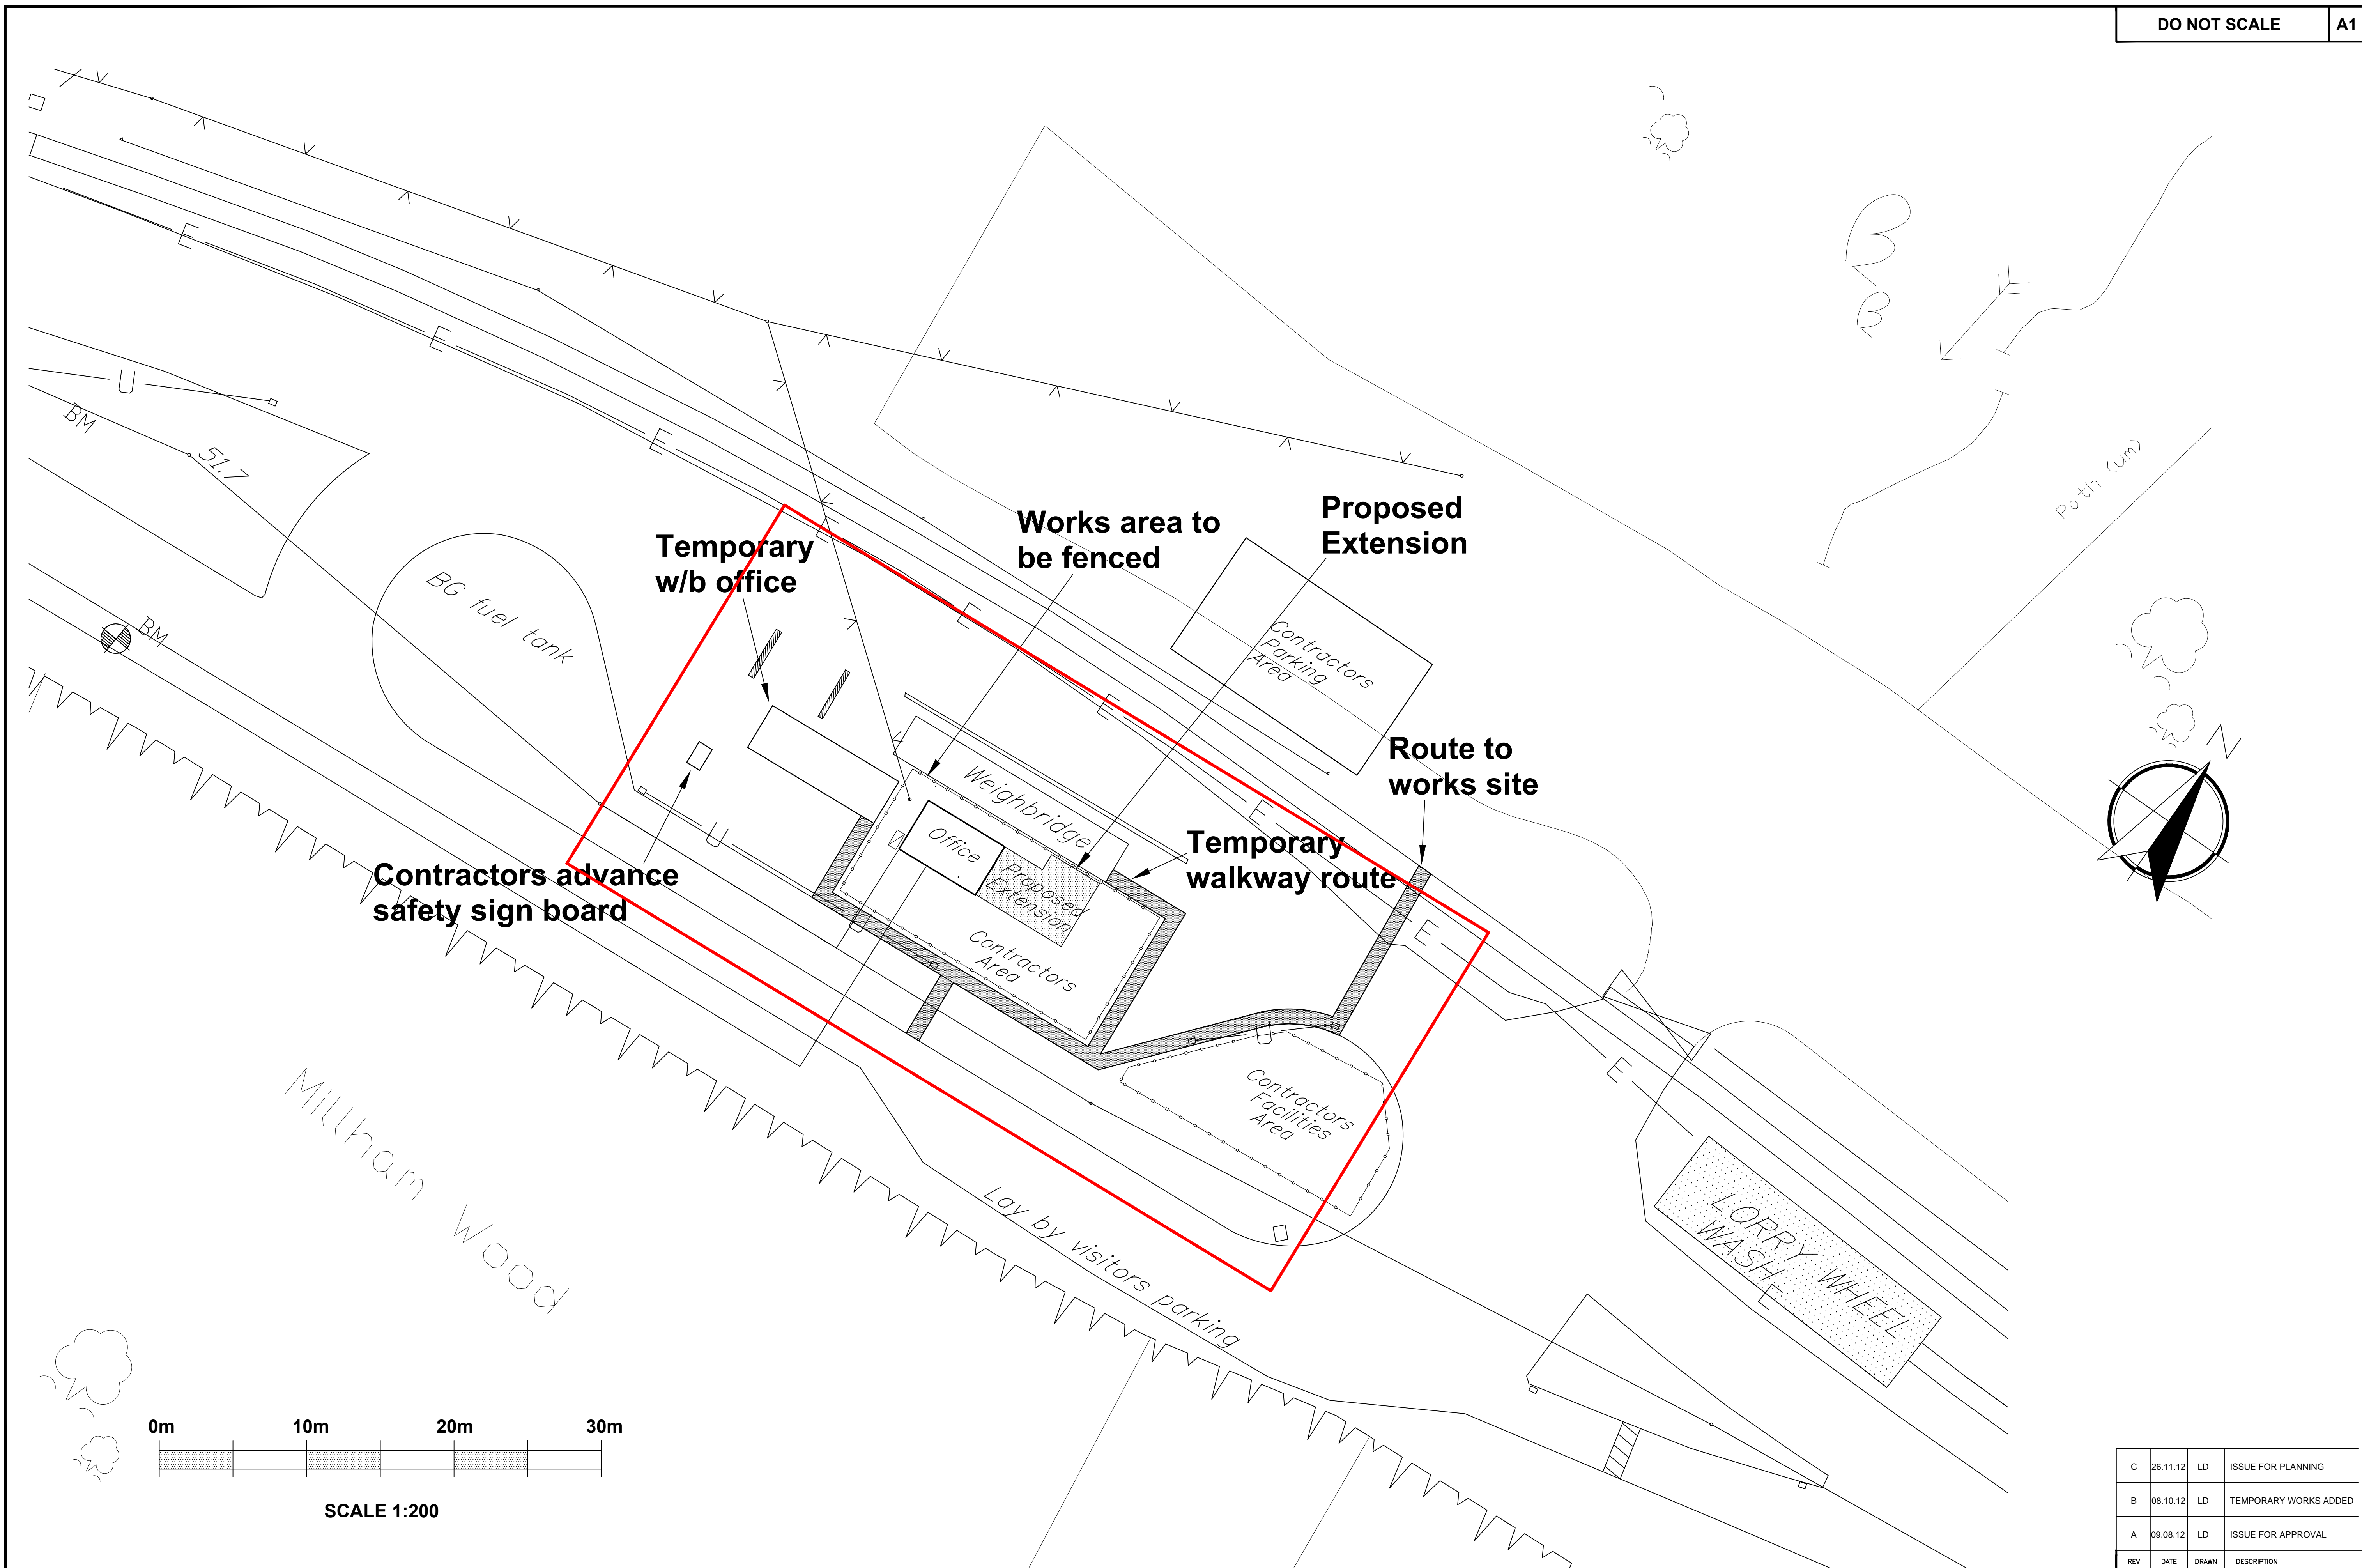 DO NOT SCALE A1
Path (um)
BM
51.7
BM
BG fuel tank
Temporary
w/b office
Works area to
be fenced
Proposed
Extension
Contractors
Parking
Area
Route to
works site
N
Weighbridge
Office
Proposed
Extension
Temporary
walkway route
Contractors advance
safety sign board
Contractors
Area
Contractors
Facilities
Area
Millham Wood
Lay by visitors parking
LORRY WHEEL
WASH
E
E
E
E
E
E
E
E
E
E
U
U
U
U
0m 10m 20m 30m
SCALE 1:200
C 26.11.12 LD ISSUE FOR PLANNING
B 08.10.12 LD TEMPORARY WORKS ADDED
A 09.08.12 LD ISSUE FOR APPROVAL
REV DATE DRAWN DESCRIPTION